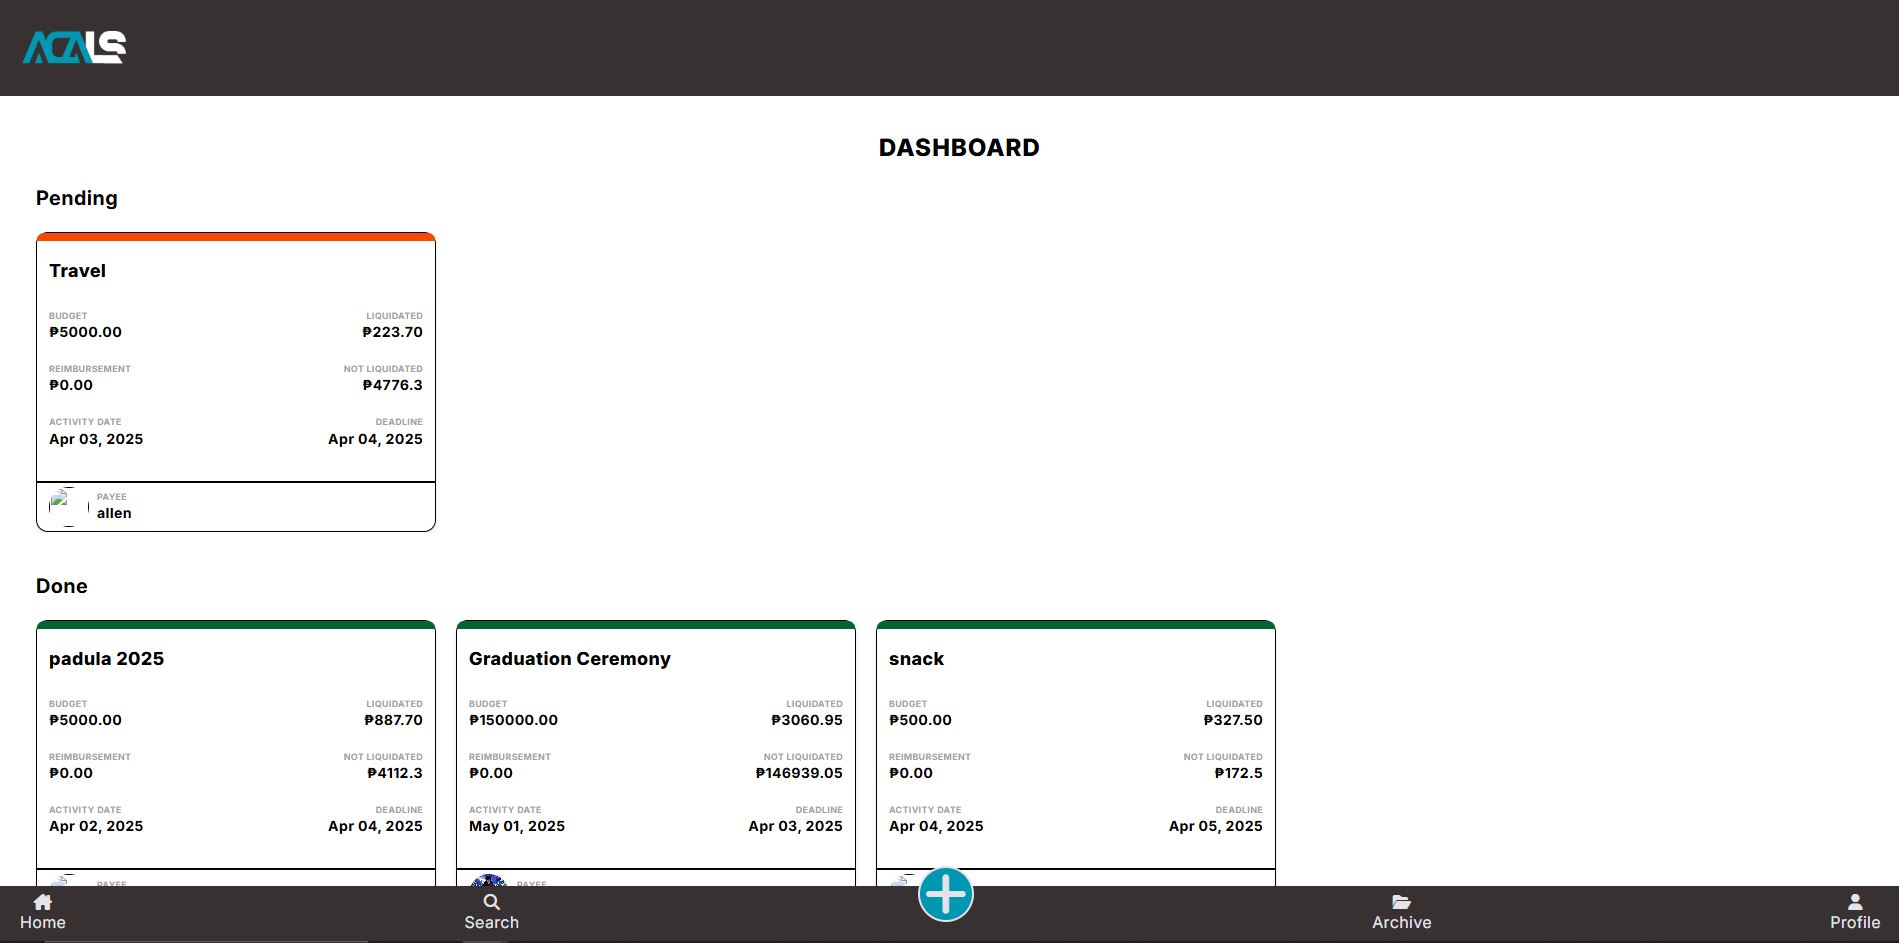 ACALS
DASHBOARD
Pending
Travel
BUDGET LIQUIDATED
₱5000.00 ₱223.70
REIMBURSEMENT NOT LIQUIDATED
₱0.00 ₱4776.3
ACTIVITY DATE DEADLINE
Apr 03, 2025 Apr 04, 2025
PAYEE
allen
Done
padula 2025
BUDGET LIQUIDATED
₱5000.00 ₱887.70
REIMBURSEMENT NOT LIQUIDATED
₱0.00 ₱4112.3
ACTIVITY DATE DEADLINE
Apr 02, 2025 Apr 04, 2025
PAYEE
Graduation Ceremony
BUDGET LIQUIDATED
₱150000.00 ₱3060.95
REIMBURSEMENT NOT LIQUIDATED
₱0.00 ₱146939.05
ACTIVITY DATE DEADLINE
May 01, 2025 Apr 03, 2025
PAYEE
snack
BUDGET LIQUIDATED
₱500.00 ₱327.50
REIMBURSEMENT NOT LIQUIDATED
₱0.00 ₱172.5
ACTIVITY DATE DEADLINE
Apr 04, 2025 Apr 05, 2025
Home Search Archive Profile